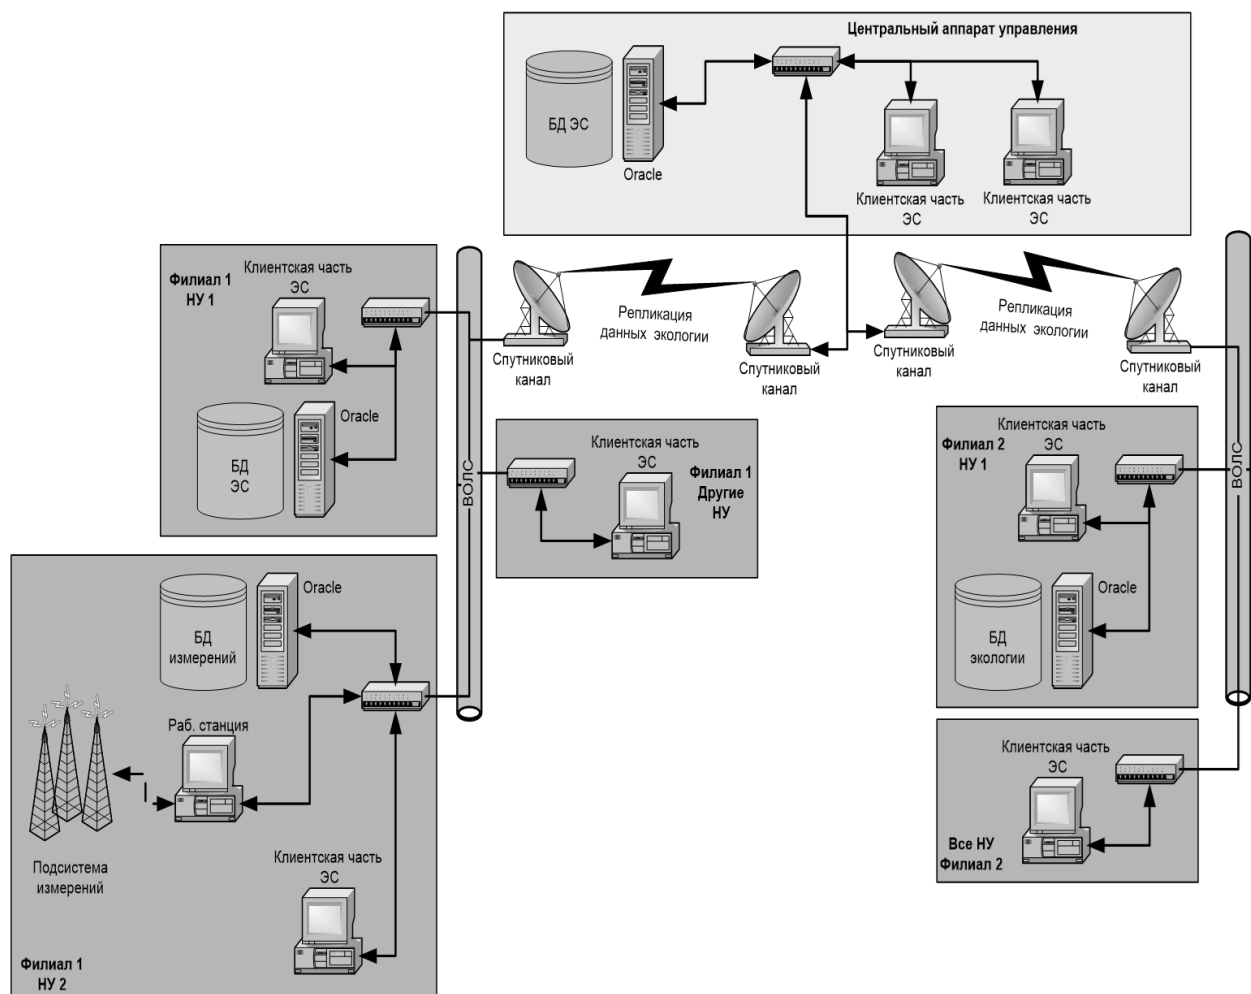 Центральный аппарат управления
БД ЭС
Oracle
Клиентская часть
ЭС
Клиентская часть
ЭС
Филиал 1
НУ 1
Клиентская часть
ЭС
Oracle
БД
ЭС
ВОЛС
Спутниковый
канал
Репликация
данных экологии
Спутниковый
канал
Спутниковый
канал
Репликация
данных экологии
Спутниковый
канал
Клиентская часть
ЭС
Филиал 1
Другие
НУ
Филиал 2
НУ 1
Клиентская часть
ЭС
Oracle
БД
экологии
ВОЛС
БД
измерений
Oracle
Раб. станция
Подсистема
измерений
Клиентская часть
ЭС
Филиал 1
НУ 2
Клиентская часть
ЭС
Все НУ
Филиал 2